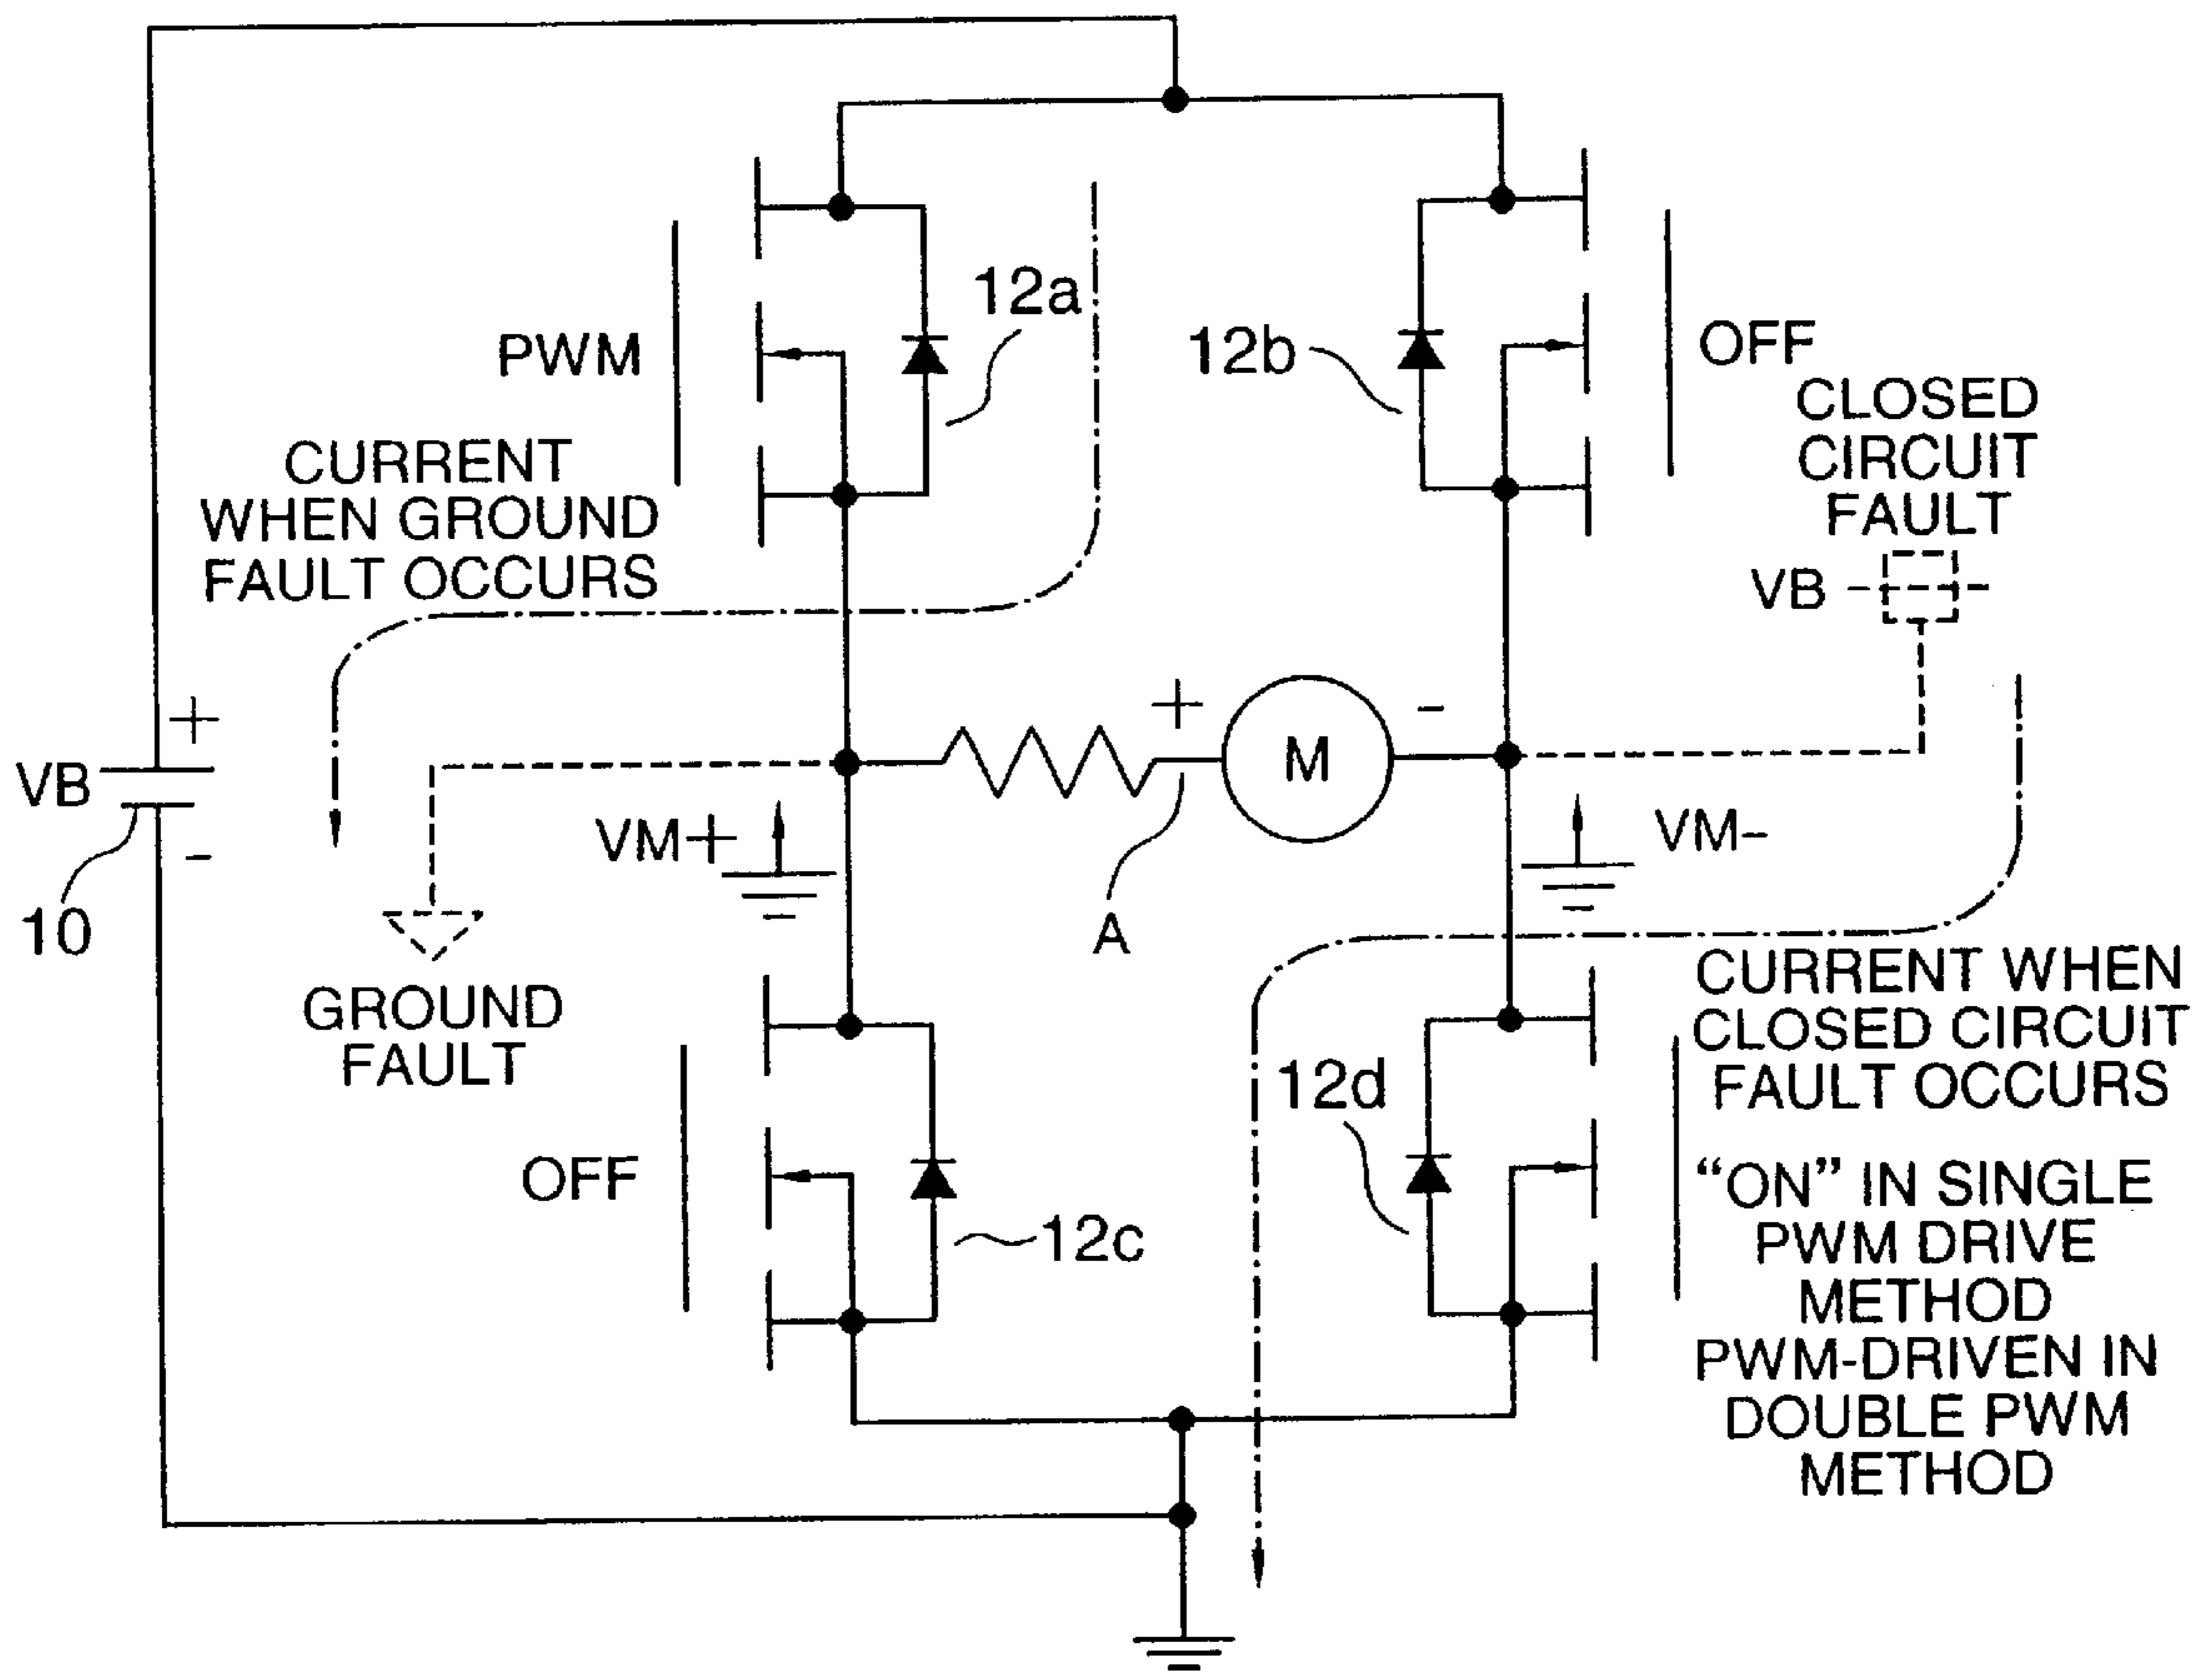 12a
PWM
12b
OFF
CLOSED
CIRCUIT
FAULT
CURRENT
WHEN GROUND
FAULT OCCURS
VB
+
+
-
M
VB
-
VM+
VM-
10
A
GROUND
FAULT
CURRENT WHEN
CLOSED CIRCUIT
FAULT OCCURS
12d
OFF
12c
“ON” IN SINGLE
PWM DRIVE
METHOD
PWM-DRIVEN IN
DOUBLE PWM
METHOD